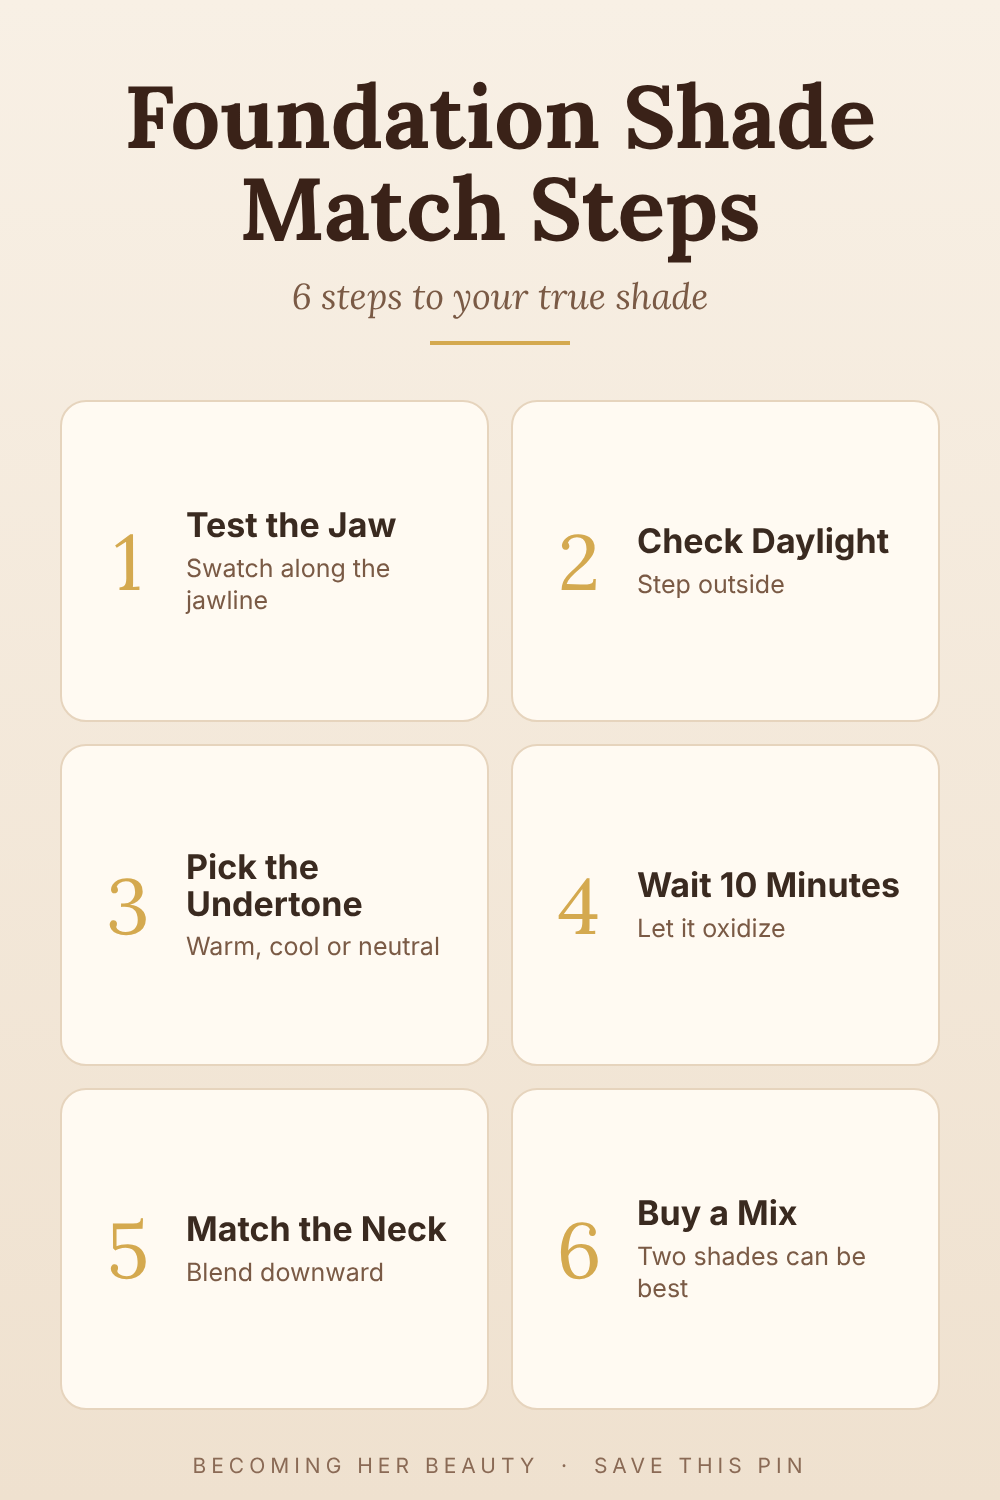 Foundation Shade
Match Steps
6 steps to your true shade
1
Test the Jaw
Swatch along the
jawline
2
Check Daylight
Step outside
3
Pick the
Undertone
Warm, cool or neutral
4
Wait 10 Minutes
Let it oxidize
5
Match the Neck
Blend downward
6
Buy a Mix
Two shades can be
best
BECOMING HER BEAUTY · SAVE THIS PIN